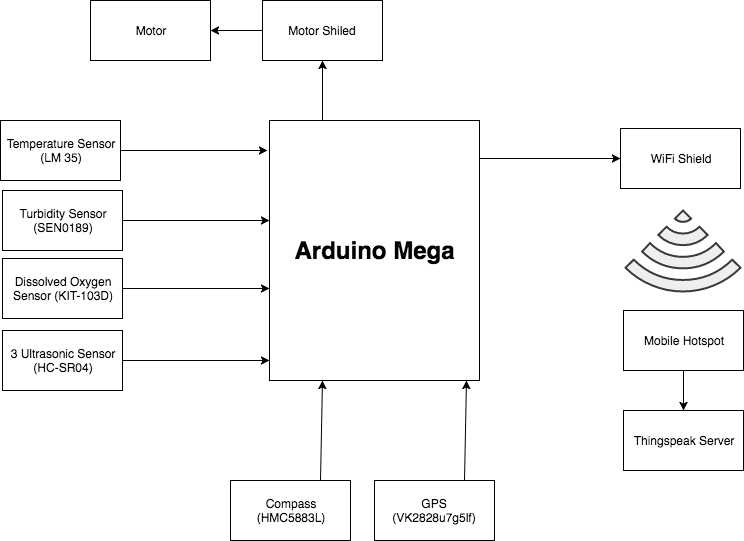 Motor
Motor Shiled
Temperature Sensor
(LM 35)
Arduino Mega
WiFi Shield
Turbidity Sensor
(SEN0189)
Dissolved Oxygen
Sensor (KIT-103D)
3 Ultrasonic Sensor
(HC-SR04)
Mobile Hotspot
Thingspeak Server
Compass
(HMC5883L)
GPS
(VK2828u7g5lf)